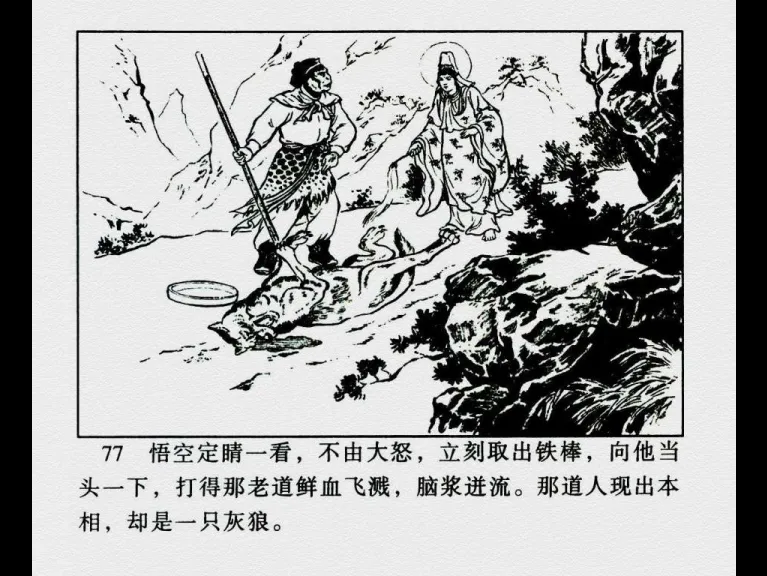 77 悟空定睛一看，不由大怒，立刻取出铁棒，向他当
头一下，打得那老道鲜血飞溅，脑浆迸流。那道人现出本
相，却是一只灰狼。